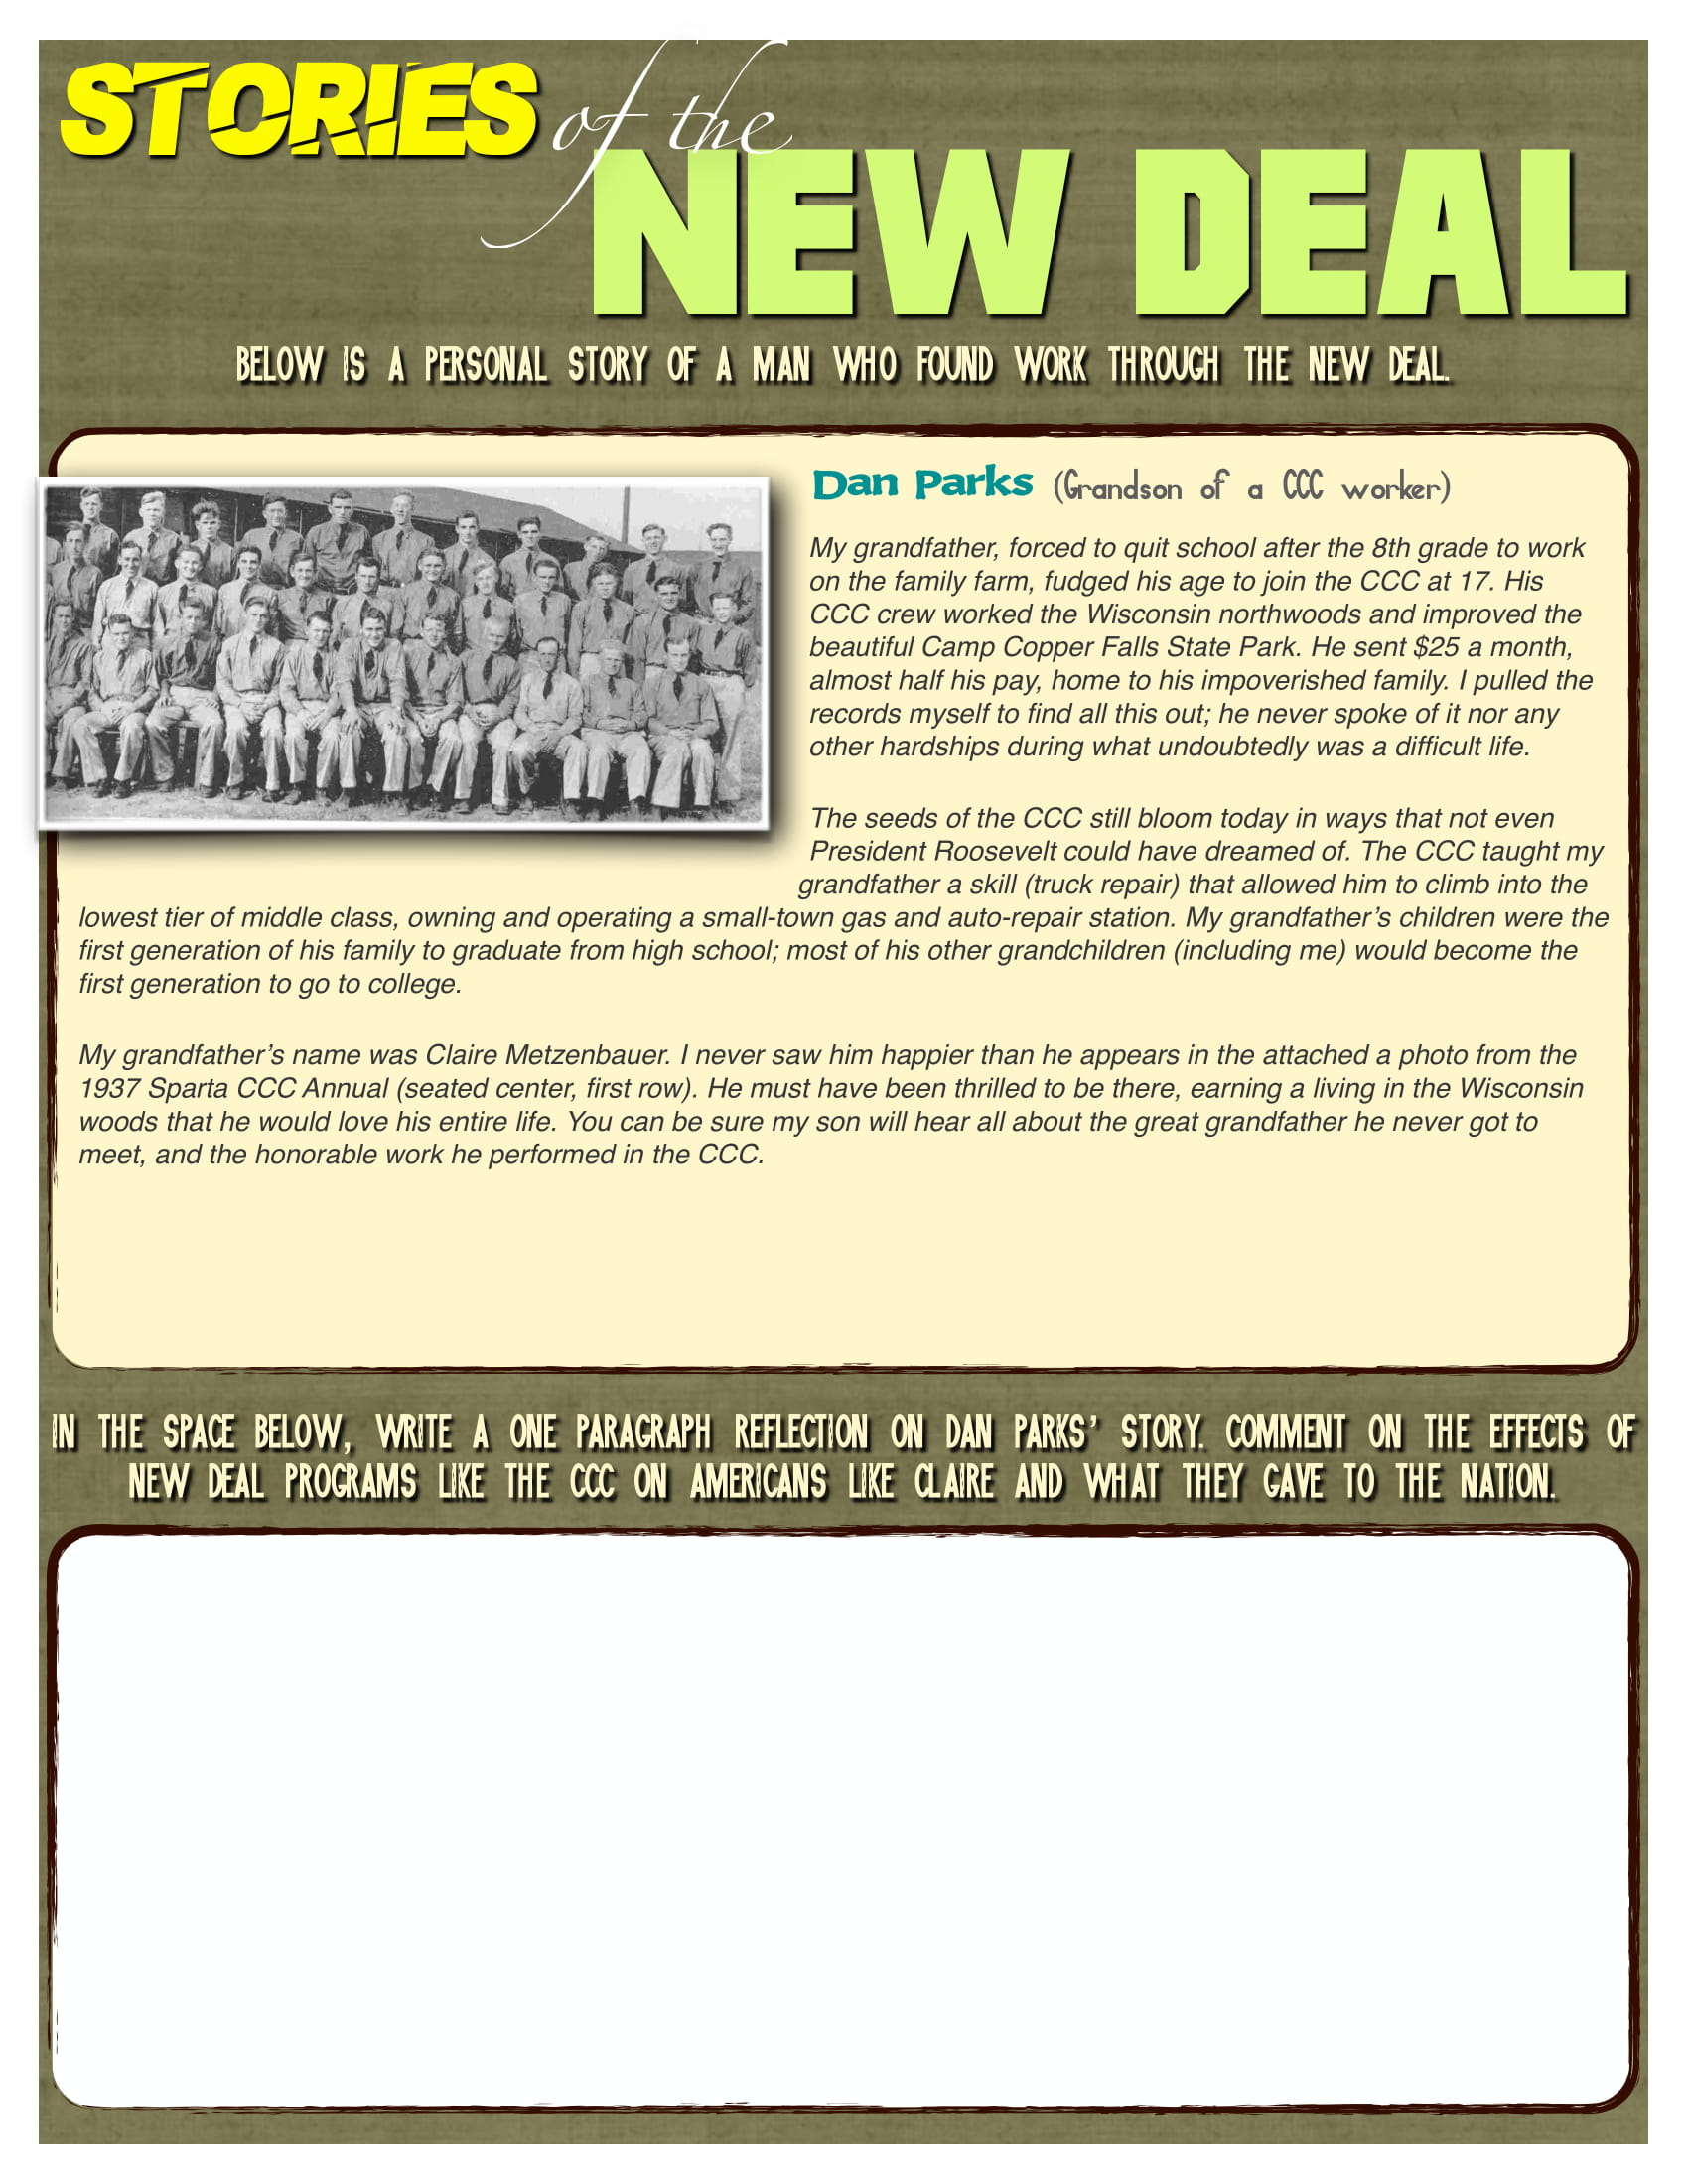 STORIES of the
NEW DEAL
BELOW IS A PERSONAL STORY OF A MAN WHO FOUND WORK THROUGH THE NEW DEAL.
Dan Parks (Grandson of a CCC worker)
My grandfather, forced to quit school after the 8th grade to work
on the family farm, fudged his age to join the CCC at 17. His
CCC crew worked the Wisconsin northwoods and improved the
beautiful Camp Copper Falls State Park. He sent $25 a month,
almost half his pay, home to his impoverished family. I pulled the
records myself to find all this out; he never spoke of it nor any
other hardships during what undoubtedly was a difficult life.
The seeds of the CCC still bloom today in ways that not even
President Roosevelt could have dreamed of. The CCC taught my
grandfather a skill (truck repair) that allowed him to climb into the
lowest tier of middle class, owning and operating a small-town gas and auto-repair station. My grandfather’s children were the
first generation of his family to graduate from high school; most of his other grandchildren (including me) would become the
first generation to go to college.
My grandfather’s name was Claire Metzenbauer. I never saw him happier than he appears in the attached a photo from the
1937 Sparta CCC Annual (seated center, first row). He must have been thrilled to be there, earning a living in the Wisconsin
woods that he would love his entire life. You can be sure my son will hear all about the great grandfather he never got to
meet, and the honorable work he performed in the CCC.
IN THE SPACE BELOW, WRITE A ONE PARAGRAPH REFLECTION ON DAN PARKS’ STORY. COMMENT ON THE EFFECTS OF
NEW DEAL PROGRAMS LIKE THE CCC ON AMERICANS LIKE CLAIRE AND WHAT THEY GAVE TO THE NATION.